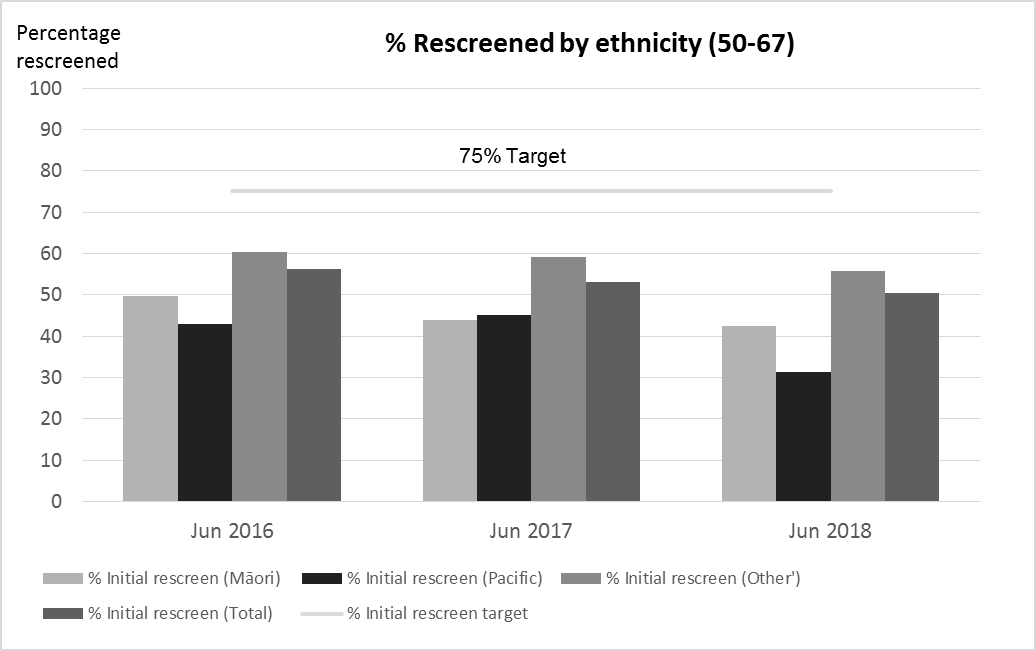 Percentage
rescreened
% Rescreened by ethnicity (50-67)
100
90
80
70
60
50
40
30
20
10
0
75% Target
Jun 2016 Jun 2017 Jun 2018
% Initial rescreen (Māori) % Initial rescreen (Pacific) % Initial rescreen (Other')
% Initial rescreen (Total) % Initial rescreen target